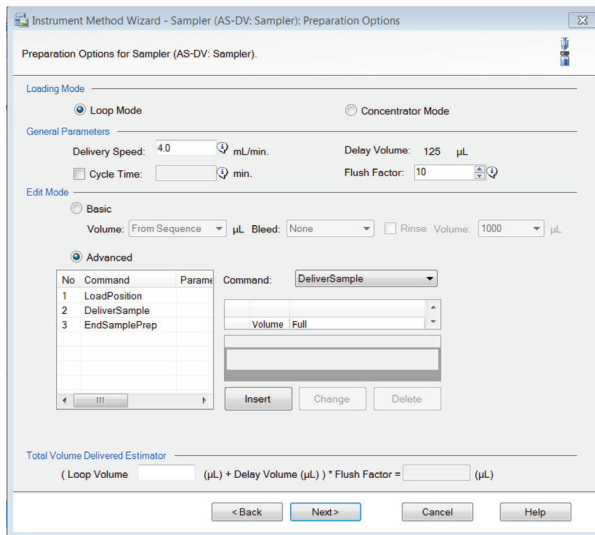 Instrument Method Wizard - Sampler (AS-DV: Sampler): Preparation Options
Preparation Options for Sampler (AS-DV: Sampler).
Loading Mode
Loop Mode Concentrator Mode
General Parameters
Delivery Speed: 4.0 mL/min. Delay Volume: 125 µL
Cycle Time: min. Flush Factor: 10
Edit Mode
Basic
Volume: From Sequence µL Bleed: None Rinse Volume: 1000 µL
Advanced
No Command Parame Command: DeliverSample
1 LoadPosition
2 DeliverSample
3 EndSamplePrep Volume Full
Insert Change Delete
Total Volume Delivered Estimator
( Loop Volume (µL) + Delay Volume (µL) ) * Flush Factor = (µL)
< Back Next > Cancel Help